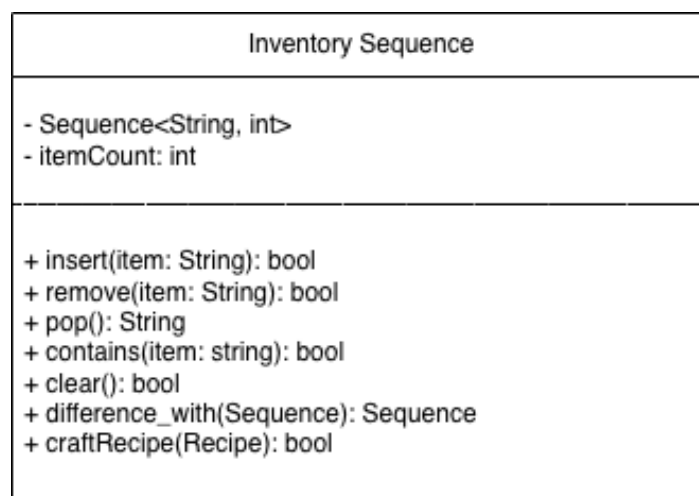 Inventory Sequence
- Sequence<String, int>
- itemCount: int
+ insert(item: String): bool
+ remove(item: String): bool
+ pop(): String
+ contains(item: string): bool
+ clear(): bool
+ difference_with(Sequence): Sequence
+ craftRecipe(Recipe): bool